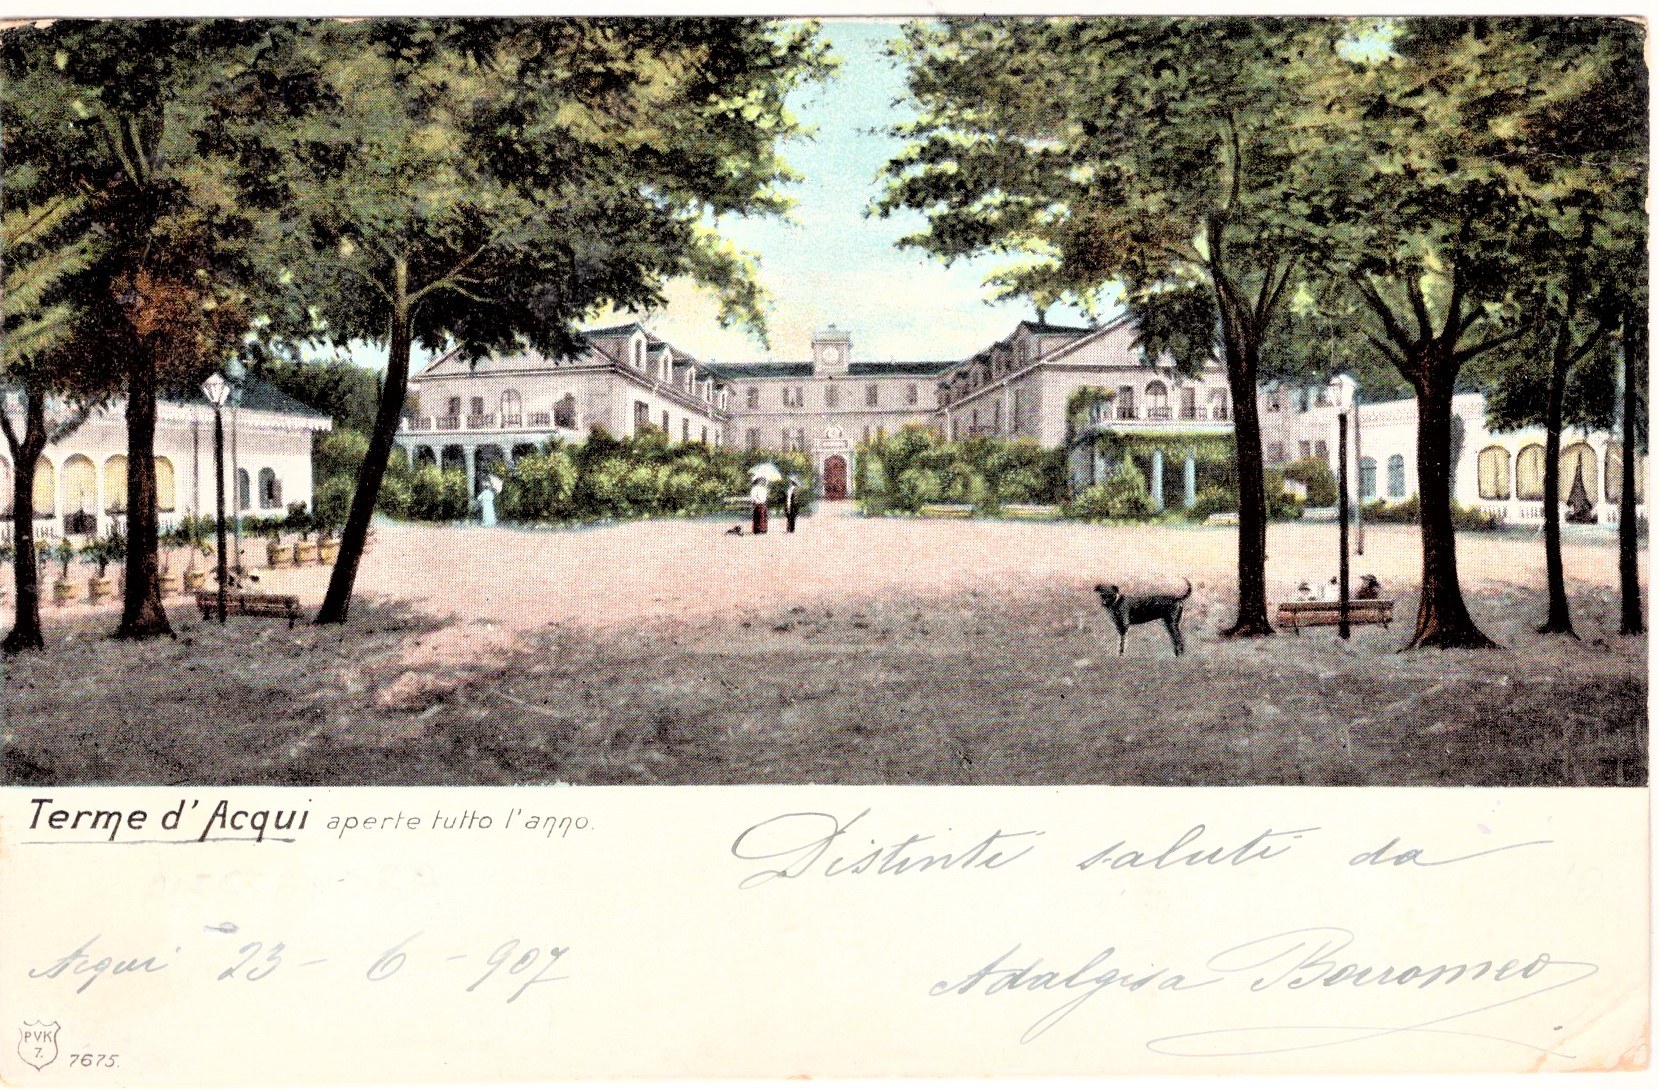 Terme d'Acqui aperte tutto l'anno.
Distinti saluti da
Acqui 23 - 6 - 907
Adalgisa Borromeo
PVK
7.
7675.